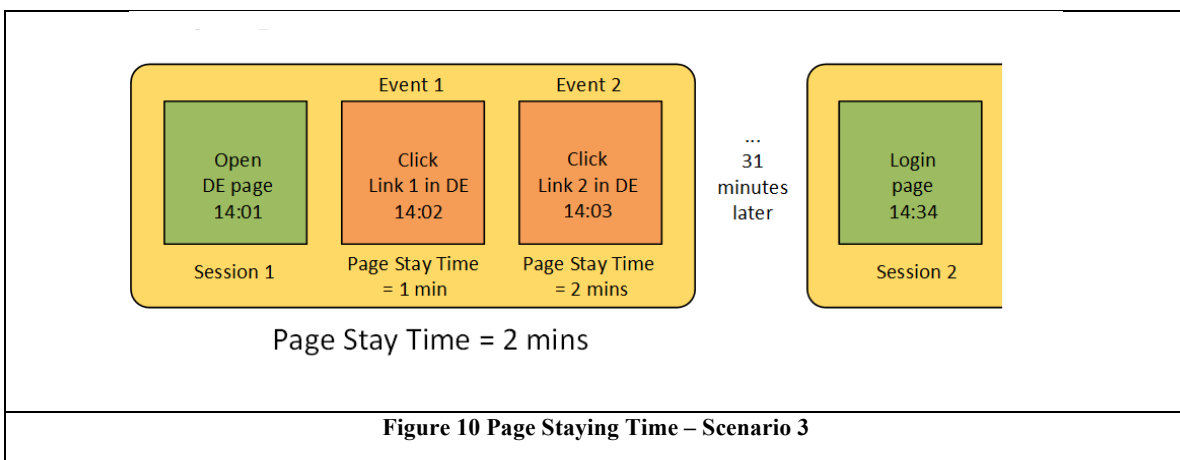 Event 1
Event 2
Open
DE page
14:01
Click
Link 1 in DE
14:02
Click
Link 2 in DE
14:03
...
31
minutes
later
Login
page
14:34
Session 1
Page Stay Time
= 1 min
Page Stay Time
= 2 mins
Session 2
Page Stay Time = 2 mins
Figure 10 Page Staying Time – Scenario 3